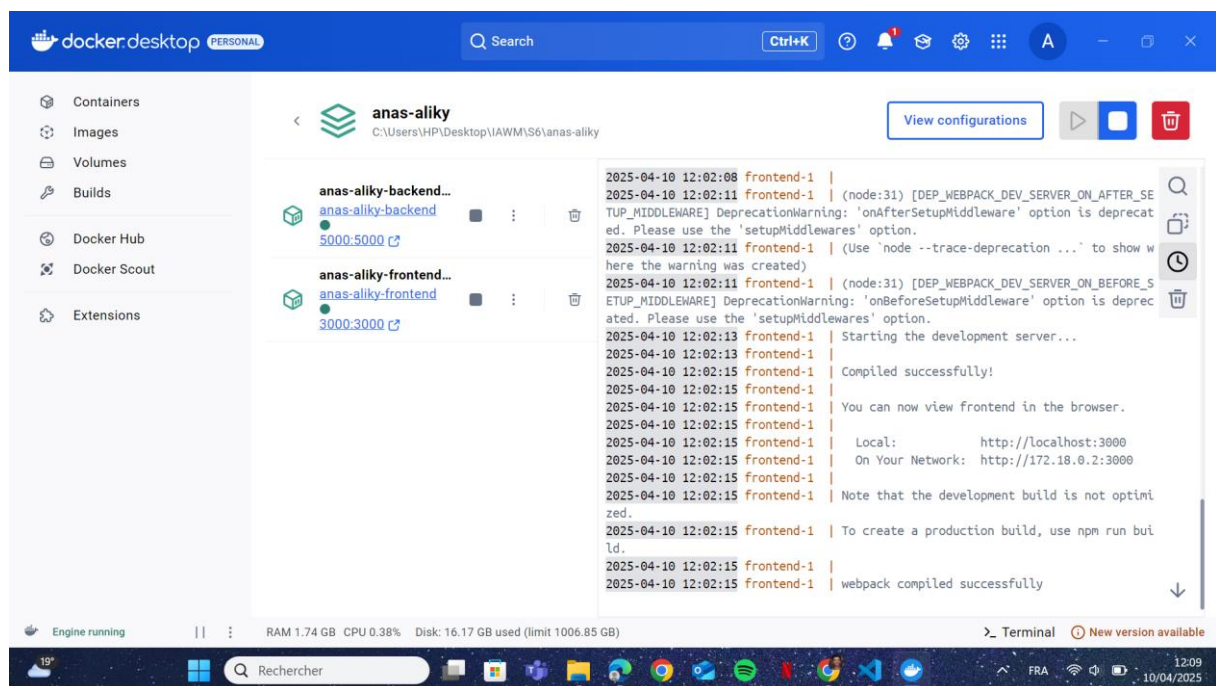 docker.desktop PERSONAL
Search
Ctrl+K
1
A
Containers
Images
Volumes
Builds
Docker Hub
Docker Scout
Extensions
anas-aliky
C:\Users\HP\Desktop\IAWM\S6\anas-aliky
View configurations
anas-aliky-backend...
anas-aliky-backend
5000:5000
anas-aliky-frontend...
anas-aliky-frontend
3000:3000
2025-04-10 12:02:08 frontend-1 |
2025-04-10 12:02:11 frontend-1 | (node:31) [DEP_WEBPACK_DEV_SERVER_ON_AFTER_SE
TUP_MIDDLEWARE] DeprecationWarning: 'onAfterSetupMiddleware' option is deprecat
ed. Please use the 'setupMiddlewares' option.
2025-04-10 12:02:11 frontend-1 | (Use `node --trace-deprecation ...` to show w
here the warning was created)
2025-04-10 12:02:11 frontend-1 | (node:31) [DEP_WEBPACK_DEV_SERVER_ON_BEFORE_S
ETUP_MIDDLEWARE] DeprecationWarning: 'onBeforeSetupMiddleware' option is deprec
ated. Please use the 'setupMiddlewares' option.
2025-04-10 12:02:13 frontend-1 | Starting the development server...
2025-04-10 12:02:13 frontend-1 |
2025-04-10 12:02:15 frontend-1 | Compiled successfully!
2025-04-10 12:02:15 frontend-1 |
2025-04-10 12:02:15 frontend-1 | You can now view frontend in the browser.
2025-04-10 12:02:15 frontend-1 |
2025-04-10 12:02:15 frontend-1 | Local: http://localhost:3000
2025-04-10 12:02:15 frontend-1 | On Your Network: http://172.18.0.2:3000
2025-04-10 12:02:15 frontend-1 |
2025-04-10 12:02:15 frontend-1 | Note that the development build is not optimi
zed.
2025-04-10 12:02:15 frontend-1 | To create a production build, use npm run bui
ld.
2025-04-10 12:02:15 frontend-1 |
2025-04-10 12:02:15 frontend-1 | webpack compiled successfully
Engine running
RAM 1.74 GB CPU 0.38% Disk: 16.17 GB used (limit 1006.85 GB)
Terminal
New version available
19°
Rechercher
FRA
12:09
10/04/2025